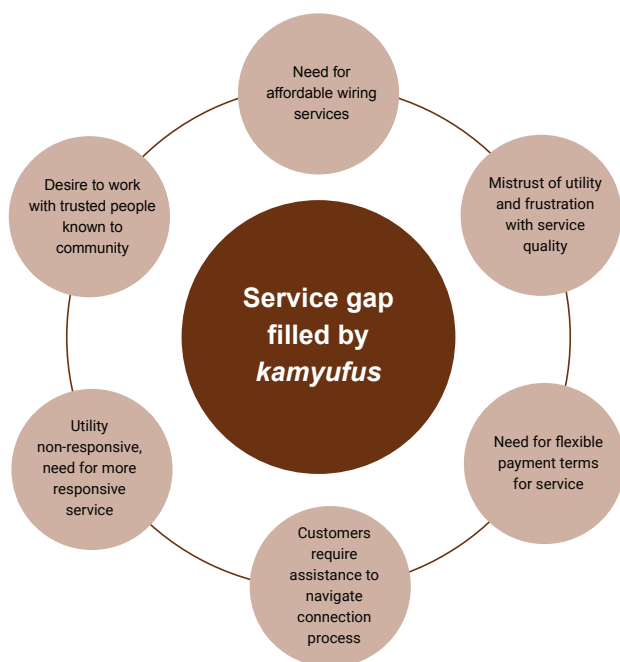 Need for
affordable wiring
services
Mistrust of utility
and frustration
with service
quality
Need for flexible
payment terms
for service
Customers
require
assistance to
navigate
connection
process
Utility
non-responsive,
need for more
responsive
service
Desire to work
with trusted people
known to
community
Service gap
filled by
kamyufus